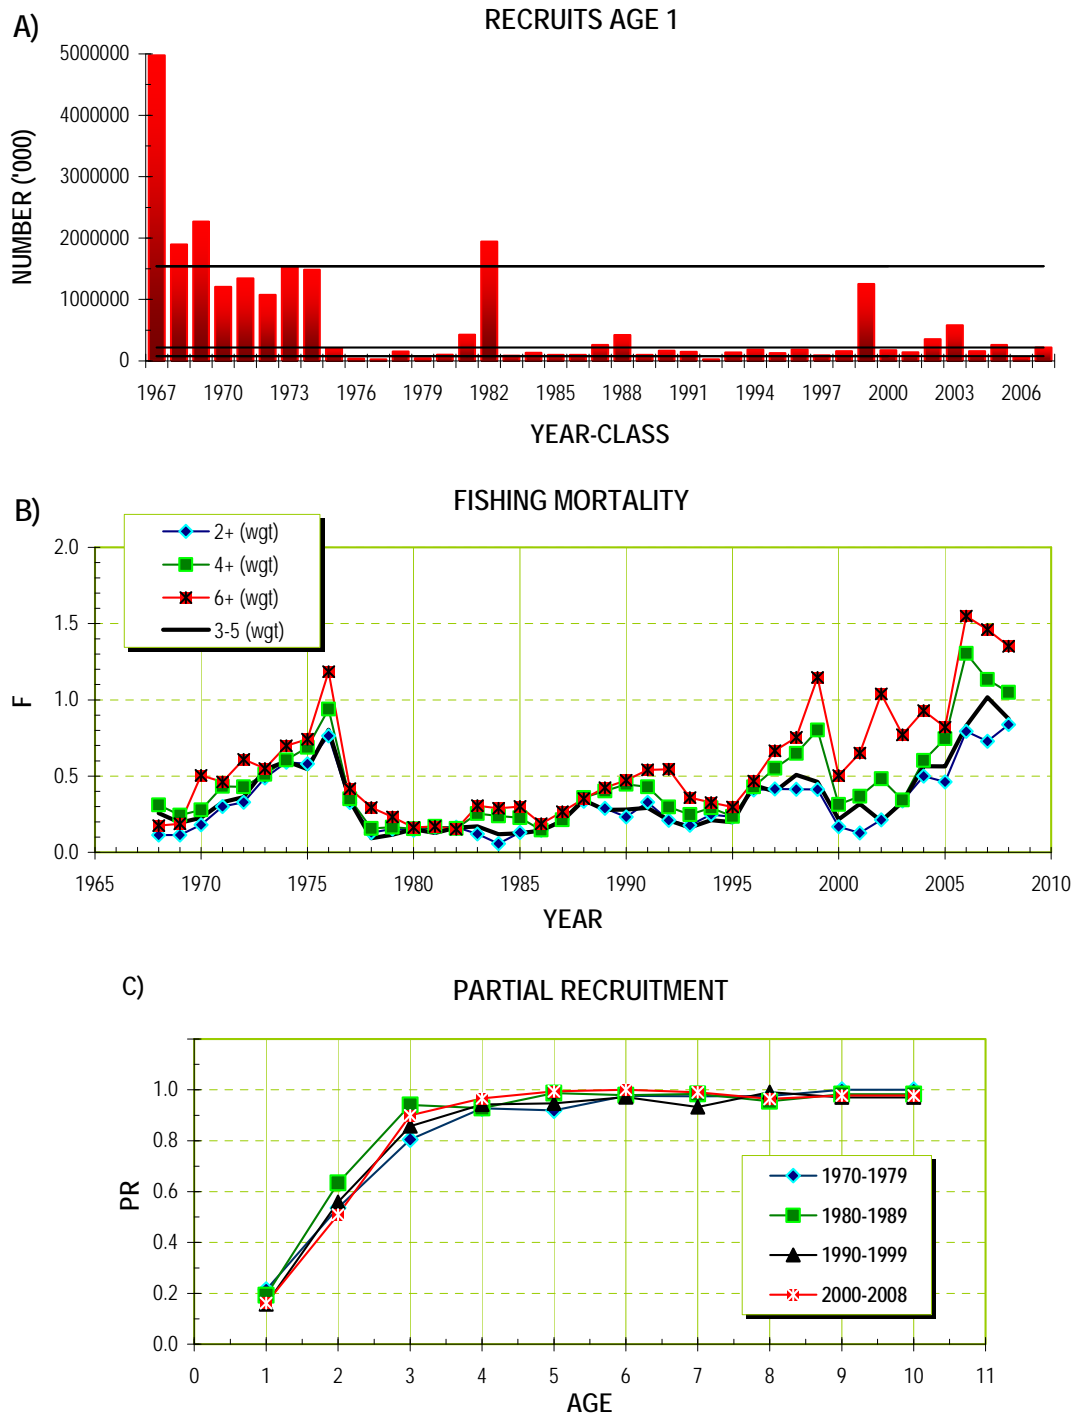 A)
RECRUITS AGE 1
NUMBER ('000)
5000000
4000000
3000000
2000000
1000000
0
1967 1970 1973 1976 1979 1982 1985 1988 1991 1994 1997 2000 2003 2006
YEAR-CLASS
B)
FISHING MORTALITY
2+ (wgt)
4+ (wgt)
6+ (wgt)
3-5 (wgt)
F
2.0
1.5
1.0
0.5
0.0
1965 1970 1975 1980 1985 1990 1995 2000 2005 2010
YEAR
C)
PARTIAL RECRUITMENT
PR
1.0
0.8
0.6
0.4
0.2
0.0
1970-1979
1980-1989
1990-1999
2000-2008
0 1 2 3 4 5 6 7 8 9 10 11
AGE